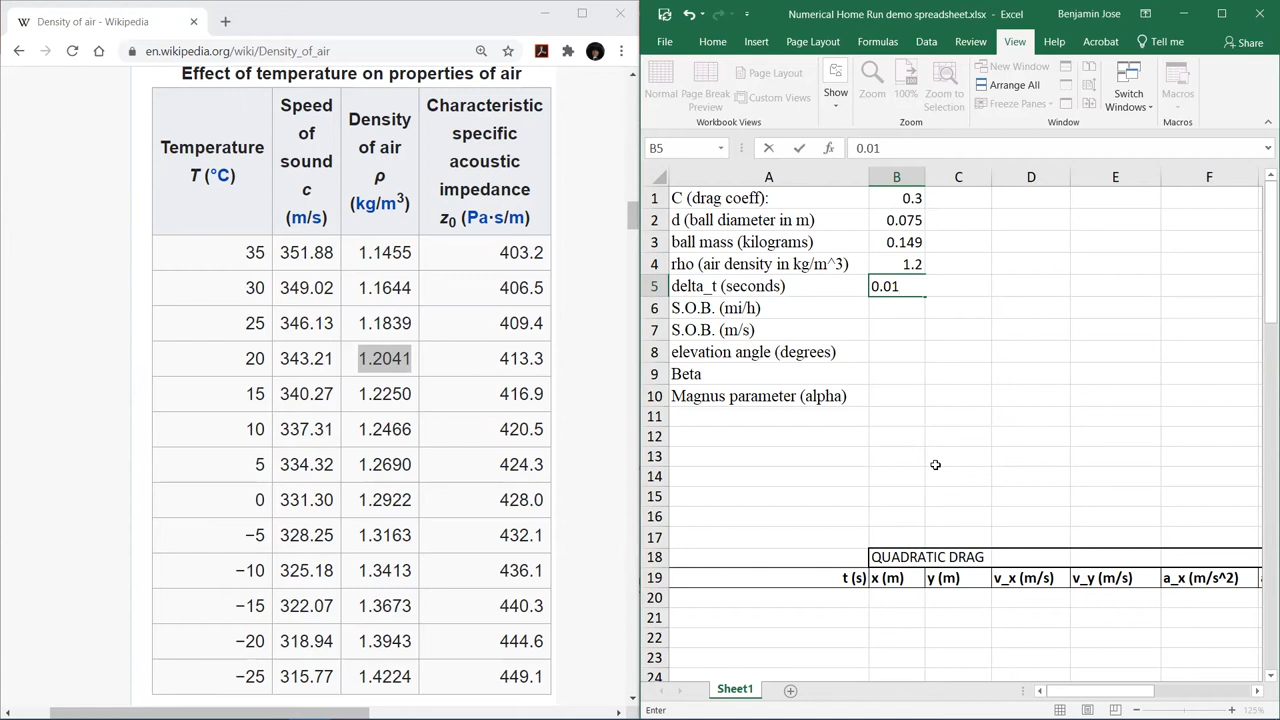 Density of air - Wikipedia
en.wikipedia.org/wiki/Density_of_air
Effect of temperature on properties of air
Temperature T (°C) Speed of sound c (m/s) Density of air ρ (kg/m3) Characteristic specific acoustic impedance z0 (Pa·s/m)
35 351.88 1.1455 403.2
30 349.02 1.1644 406.5
25 346.13 1.1839 409.4
20 343.21 1.2041 413.3
15 340.27 1.2250 416.9
10 337.31 1.2466 420.5
5 334.32 1.2690 424.3
0 331.30 1.2922 428.0
−5 328.25 1.3163 432.1
−10 325.18 1.3413 436.1
−15 322.07 1.3673 440.3
−20 318.94 1.3943 444.6
−25 315.77 1.4224 449.1
Numerical Home Run demo spreadsheet.xlsx - Excel Benjamin Jose
File Home Insert Page Layout Formulas Data Review View Help Acrobat Tell me Share
Normal Page Break Preview Page Layout Custom Views
Workbook Views
Show
Zoom 100% Zoom to Selection
Zoom
New Window Arrange All Freeze Panes Switch Windows
Window
Macros
Macros
B5 fx 0.01
A B C D E F
1 C (drag coeff): 0.3
2 d (ball diameter in m) 0.075
3 ball mass (kilograms) 0.149
4 rho (air density in kg/m^3) 1.2
5 delta_t (seconds) 0.01
6 S.O.B. (mi/h)
7 S.O.B. (m/s)
8 elevation angle (degrees)
9 Beta
10 Magnus parameter (alpha)
11
12
13
14
15
16
17
18 QUADRATIC DRAG
19 t (s) x (m) y (m) v_x (m/s) v_y (m/s) a_x (m/s^2)
20
21
22
23
24
Sheet1
Enter 125%